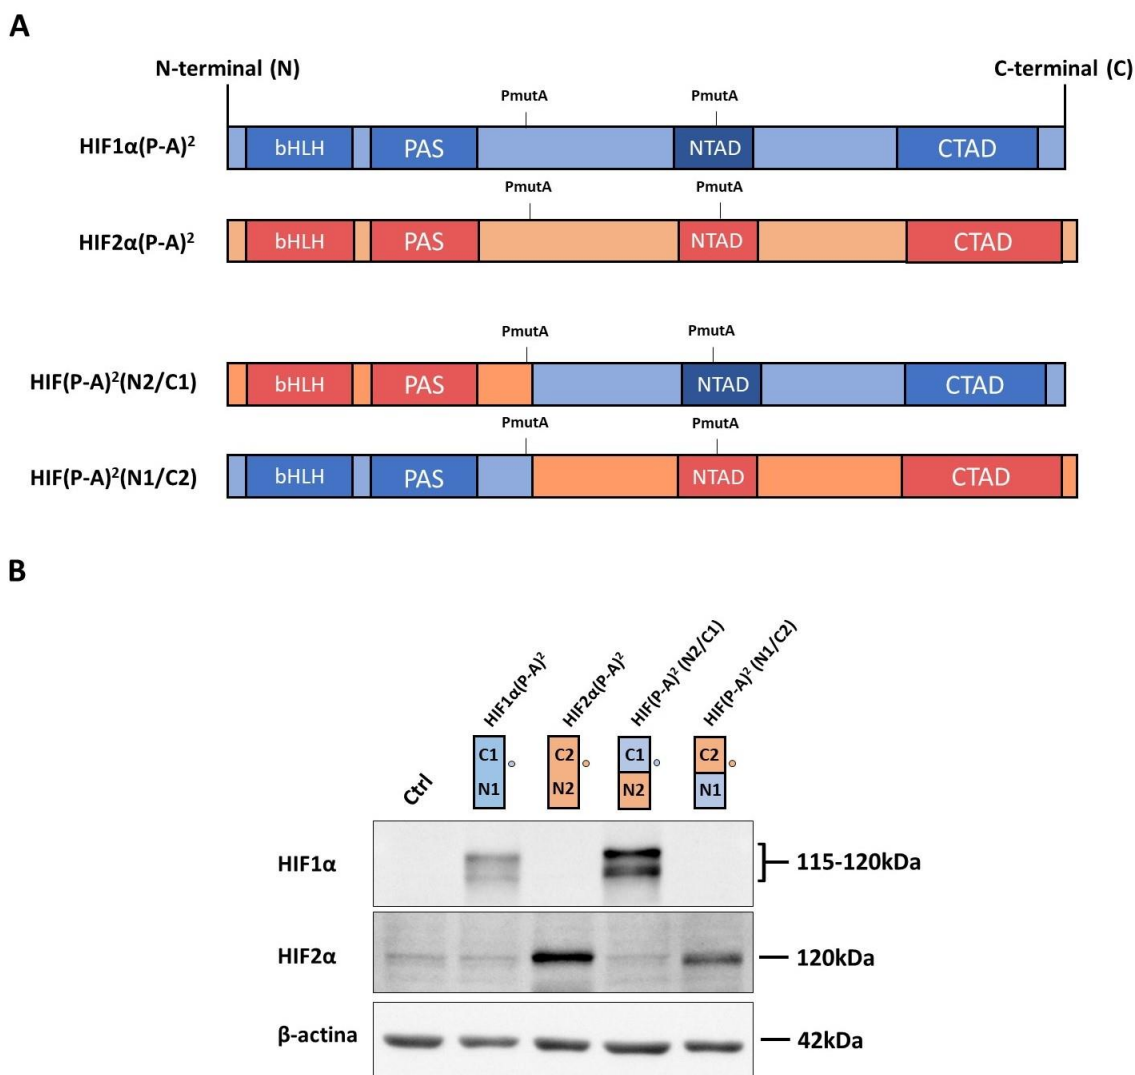 A
N-terminal (N) C-terminal (C)
PmutA PmutA
HIF1α(P-A)² bHLH PAS NTAD CTAD
PmutA PmutA
HIF2α(P-A)² bHLH PAS NTAD CTAD
PmutA PmutA
HIF(P-A)²(N2/C1) bHLH PAS NTAD CTAD
PmutA PmutA
HIF(P-A)²(N1/C2) bHLH PAS NTAD CTAD
B
Ctrl
HIF1α(P-A)²
HIF2α(P-A)²
HIF(P-A)² (N2/C1)
HIF(P-A)² (N1/C2)
C1 C2 C1 C2
N1 N2 N2 N1
HIF1α 115-120kDa
HIF2α 120kDa
β-actina 42kDa